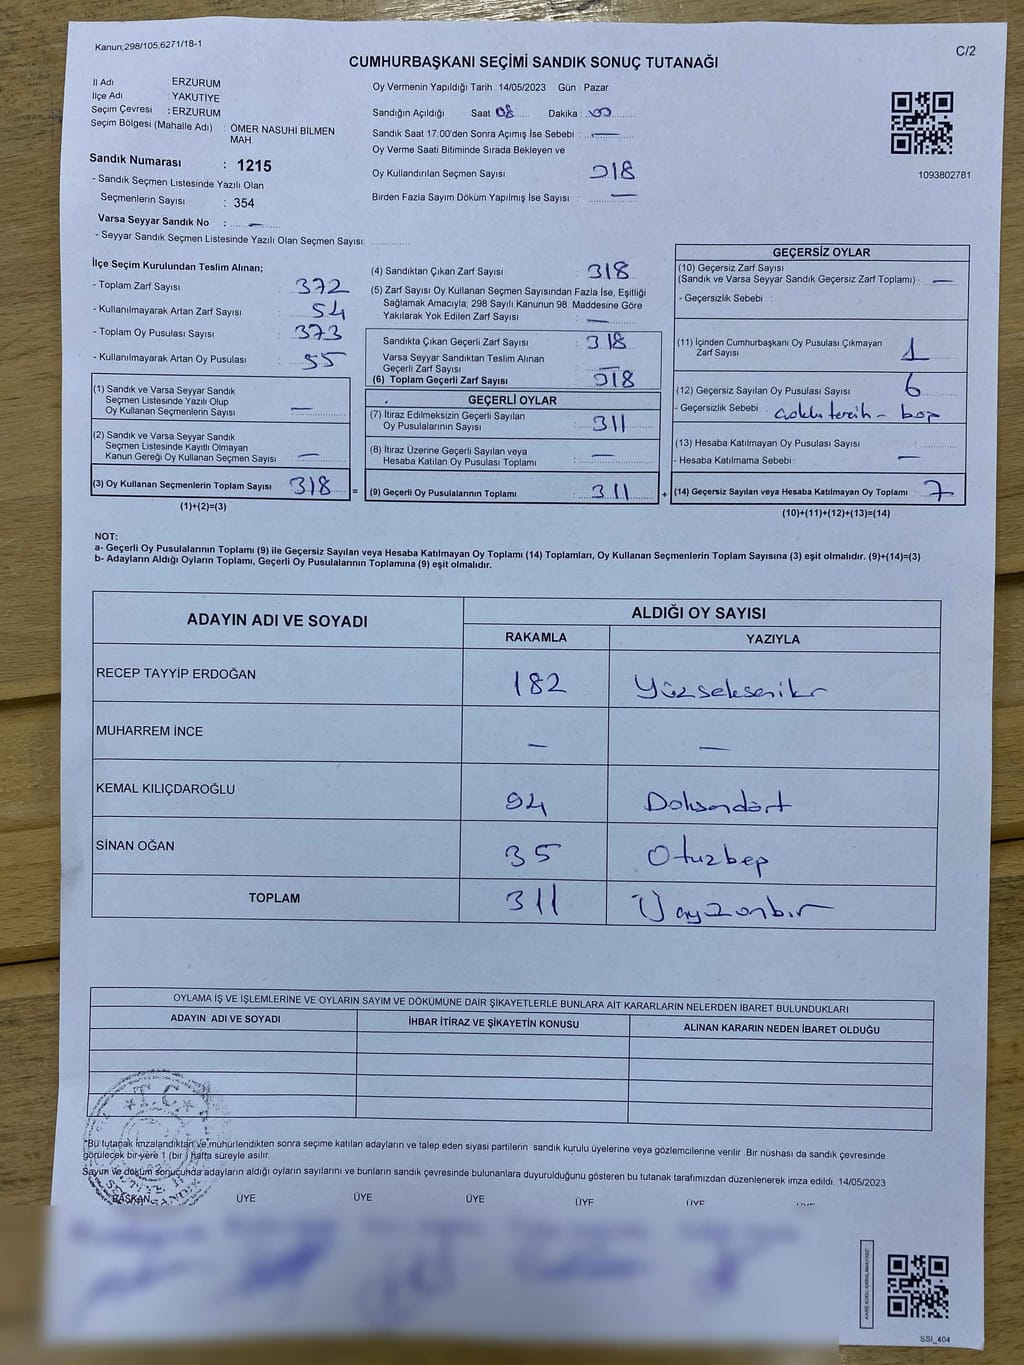 Kanun;298/105,6271/18-1
C/2
CUMHURBAŞKANI SEÇİMİ SANDIK SONUÇ TUTANAĞI
İl Adı : ERZURUM
İlçe Adı : YAKUTİYE
Seçim Çevresi : ERZURUM
Seçim Bölgesi (Mahalle Adı) : ÖMER NASUHİ BİLMEN
MAH.
Sandık Numarası : 1215
- Sandık Seçmen Listesinde Yazılı Olan
Seçmenlerin Sayısı : 354
Varsa Seyyar Sandık No : —
- Seyyar Sandık Seçmen Listesinde Yazılı Olan Seçmen Sayısı:
Oy Vermenin Yapıldığı Tarih : 14/05/2023 Gün : Pazar
Sandığın Açıldığı Saat 08 Dakika : 00
Sandık Saat 17.00'den Sonra Açımış İse Sebebi : —
Oy Verme Saati Bitiminde Sırada Bekleyen ve
Oy Kullandırılan Seçmen Sayısı : 318
Birden Fazla Sayım Döküm Yapılmış İse Sayısı : —
1093802781
İlçe Seçim Kurulundan Teslim Alınan;
- Toplam Zarf Sayısı : 372
- Kullanılmayarak Artan Zarf Sayısı : 54
- Toplam Oy Pusulası Sayısı : 373
- Kullanılmayarak Artan Oy Pusulası : 55
(1) Sandık ve Varsa Seyyar Sandık
Seçmen Listesinde Yazılı Olup
Oy Kullanan Seçmenlerin Sayısı : —
(2) Sandık ve Varsa Seyyar Sandık
Seçmen Listesinde Kayıtlı Olmayan
Kanun Gereği Oy Kullanan Seçmen Sayısı : —
(3) Oy Kullanan Seçmenlerin Toplam Sayısı : 318
(1)+(2)=(3)
=
(4) Sandıktan Çıkan Zarf Sayısı : 318
(5) Zarf Sayısı Oy Kullanan Seçmen Sayısından Fazla İse, Eşitliği
Sağlamak Amacıyla, 298 Sayılı Kanunun 98. Maddesine Göre
Yakılarak Yok Edilen Zarf Sayısı : —
Sandıkta Çıkan Geçerli Zarf Sayısı : 318
Varsa Seyyar Sandıktan Teslim Alınan
Geçerli Zarf Sayısı :
(6) Toplam Geçerli Zarf Sayısı : 318
GEÇERLİ OYLAR
(7) İtiraz Edilmeksizin Geçerli Sayılan
Oy Pusulalarının Sayısı : 311
(8) İtiraz Üzerine Geçerli Sayılan veya
Hesaba Katılan Oy Pusulası Toplamı : —
(9) Geçerli Oy Pusulalarının Toplamı : 311
+
GEÇERSİZ OYLAR
(10) Geçersiz Zarf Sayısı
(Sandık ve Varsa Seyyar Sandık Geçersiz Zarf Toplamı) : —
- Geçersizlik Sebebi :
(11) İçinden Cumhurbaşkanı Oy Pusulası Çıkmayan
Zarf Sayısı : 1
(12) Geçersiz Sayılan Oy Pusulası Sayısı : 6
- Geçersizlik Sebebi : tercih - boş
(13) Hesaba Katılmayan Oy Pusulası Sayısı :
- Hesaba Katılmama Sebebi : —
(14) Geçersiz Sayılan veya Hesaba Katılmayan Oy Toplamı : 7
(10)+(11)+(12)+(13)=(14)
NOT:
a- Geçerli Oy Pusulalarının Toplamı (9) ile Geçersiz Sayılan veya Hesaba Katılmayan Oy Toplamı (14) Toplamları, Oy Kullanan Seçmenlerin Toplam Sayısına (3) eşit olmalıdır. (9)+(14)=(3)
b- Adayların Aldığı Oyların Toplamı, Geçerli Oy Pusulalarının Toplamına (9) eşit olmalıdır.
ADAYIN ADI VE SOYADI ALDIĞI OY SAYISI
RAKAMLA YAZIYLA
RECEP TAYYİP ERDOĞAN 182 Yüzsekseniki
MUHARREM İNCE — —
KEMAL KILIÇDAROĞLU 94 Doksandört
SİNAN OĞAN 35 Otuzbeş
TOPLAM 311 Üçyüzonbir
OYLAMA İŞ VE İŞLEMLERİNE VE OYLARIN SAYIM VE DÖKÜMÜNE DAİR ŞİKAYETLERLE BUNLARA AİT KARARLARIN NELERDEN İBARET BULUNDUKLARI
ADAYIN ADI VE SOYADI İHBAR İTİRAZ VE ŞİKAYETİN KONUSU ALINAN KARARIN NEDEN İBARET OLDUĞU
T.C.
*Bu tutanak imzalandıktan ve mühürlendikten sonra seçime katılan adayların ve talep eden siyasi partilerin sandık kurulu üyelerine veya gözlemcilerine verilir .Bir nüshası da sandık çevresinde
görülecek bir yere 1 (bir ) hafta süreyle asılır.
Sayım ve döküm sonucunda adayların aldığı oyların sayılarını ve bunların sandık çevresinde bulunanlara duyurulduğunu gösteren bu tutanak tarafımızdan düzenlenerek imza edildi. 14/05/2023
BAŞKAN ÜYE ÜYE ÜYE ÜYE ÜYE ÜYE
SSI_404